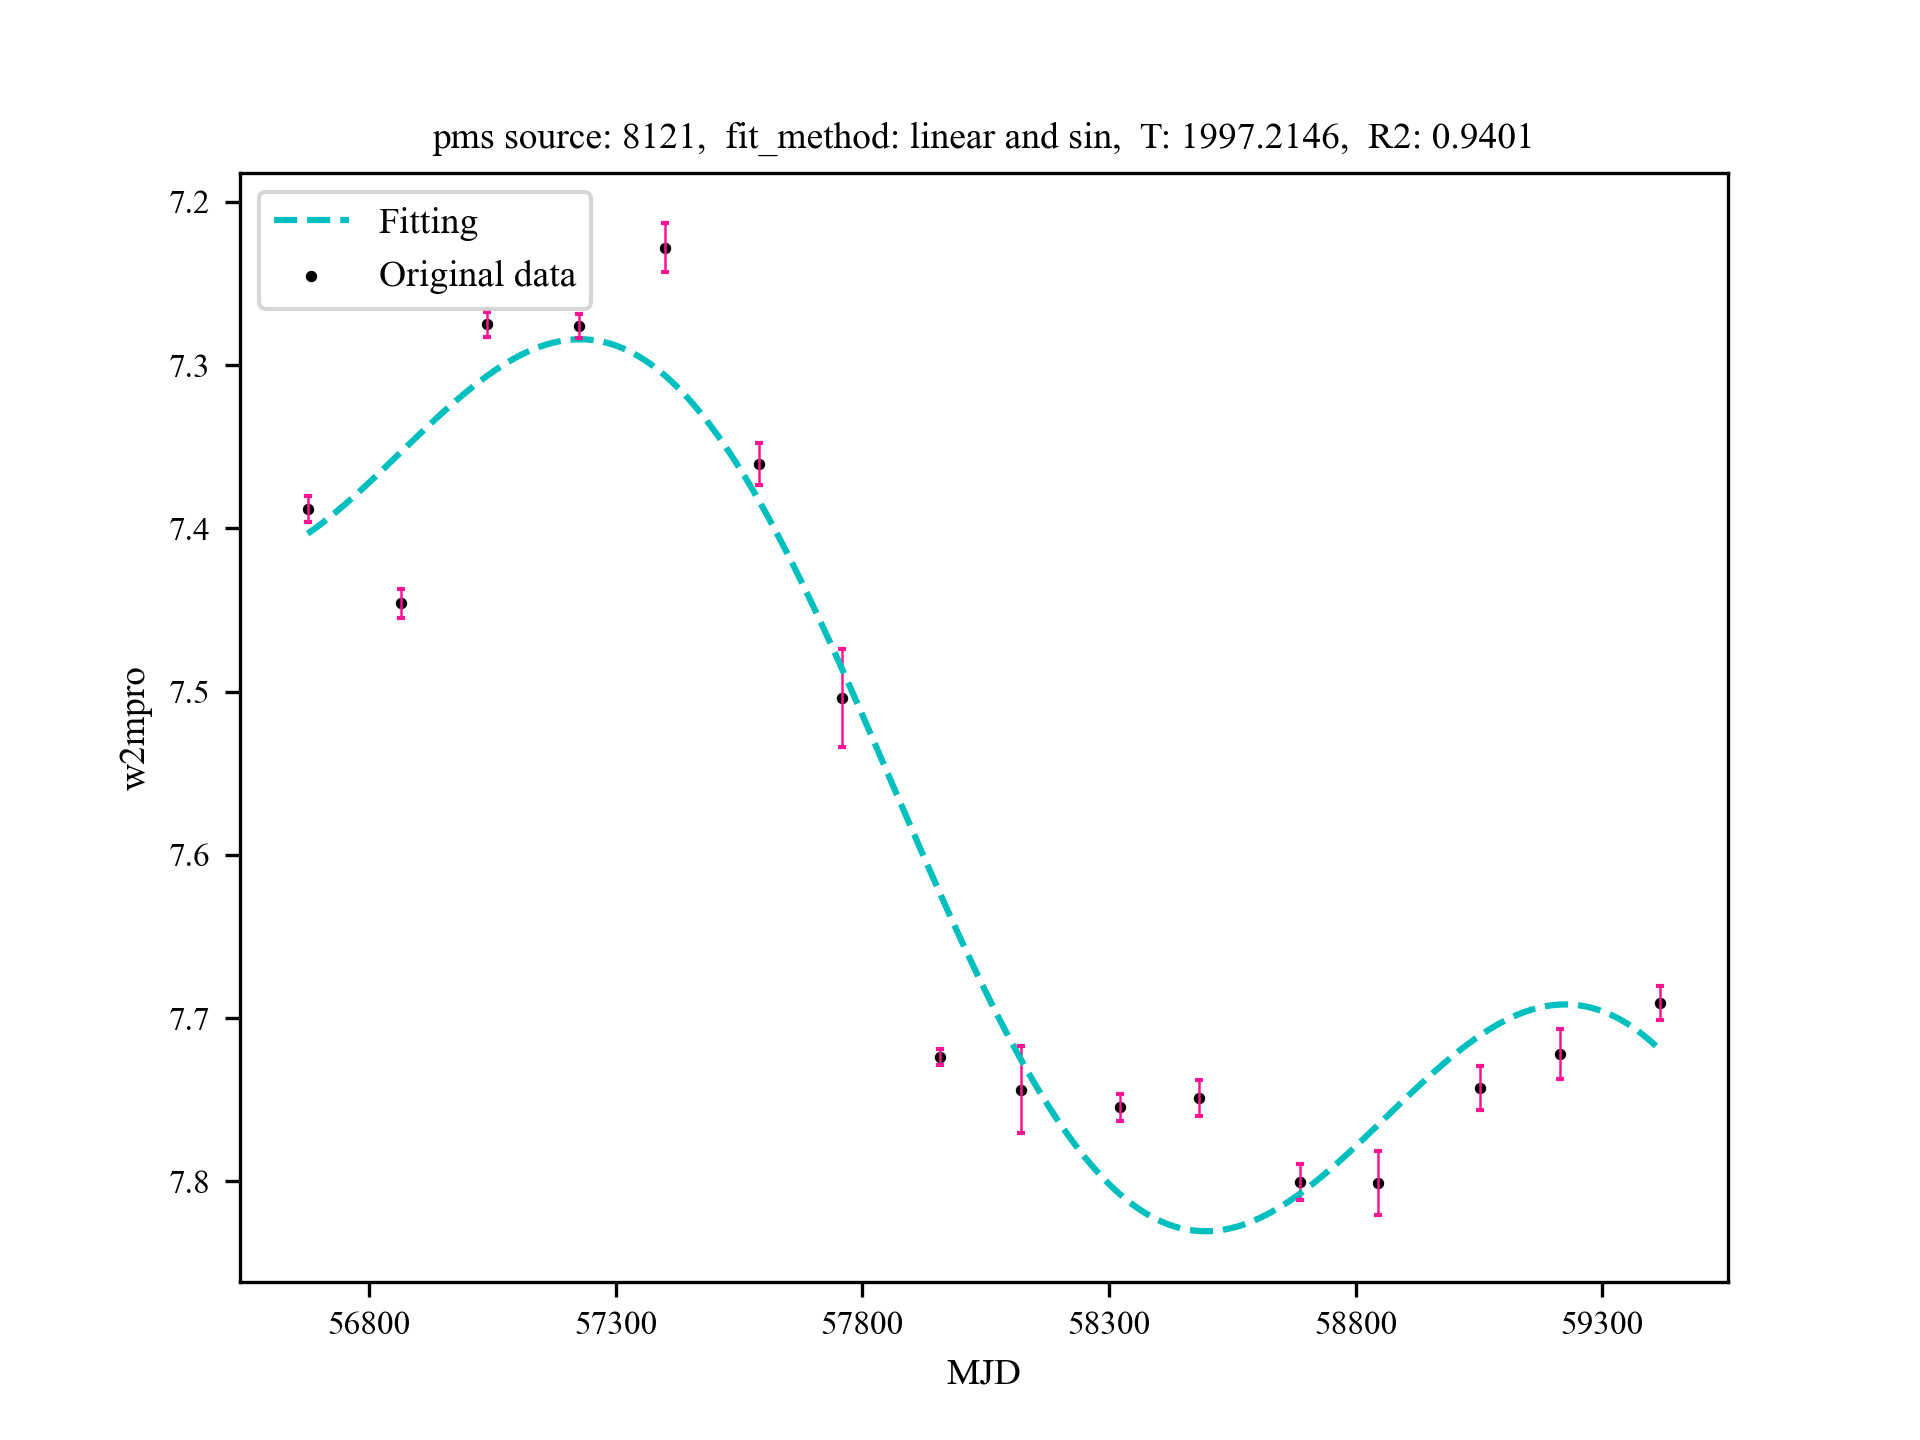 pms source: 8121,  fit_method: linear and sin,  T: 1997.2146,  R2: 0.9401
Fitting
Original data
7.2
7.3
7.4
7.5
7.6
7.7
7.8
w2mpro
56800
57300
57800
58300
58800
59300
MJD